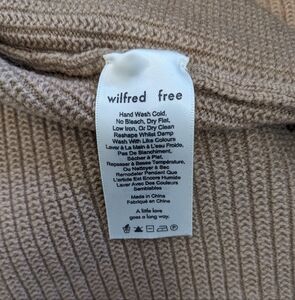 wilfred free
Hand Wash Cold,
No Bleach, Dry Flat,
Low Iron, Or Dry Clean
Reshape Whilst Damp
Wash With Like Colours
Laver À La Main À L'eau Froide,
Pas De Blanchiment,
Sécher À Plat,
Repasser À Basse Température,
Ou Nettoyer À Sec
Remodeler Pendant Que
L'article Est Encore Humide
Laver Avec Des Couleurs
Semblables
Made in China
Fabriqué en China
A little love
goes a long way.